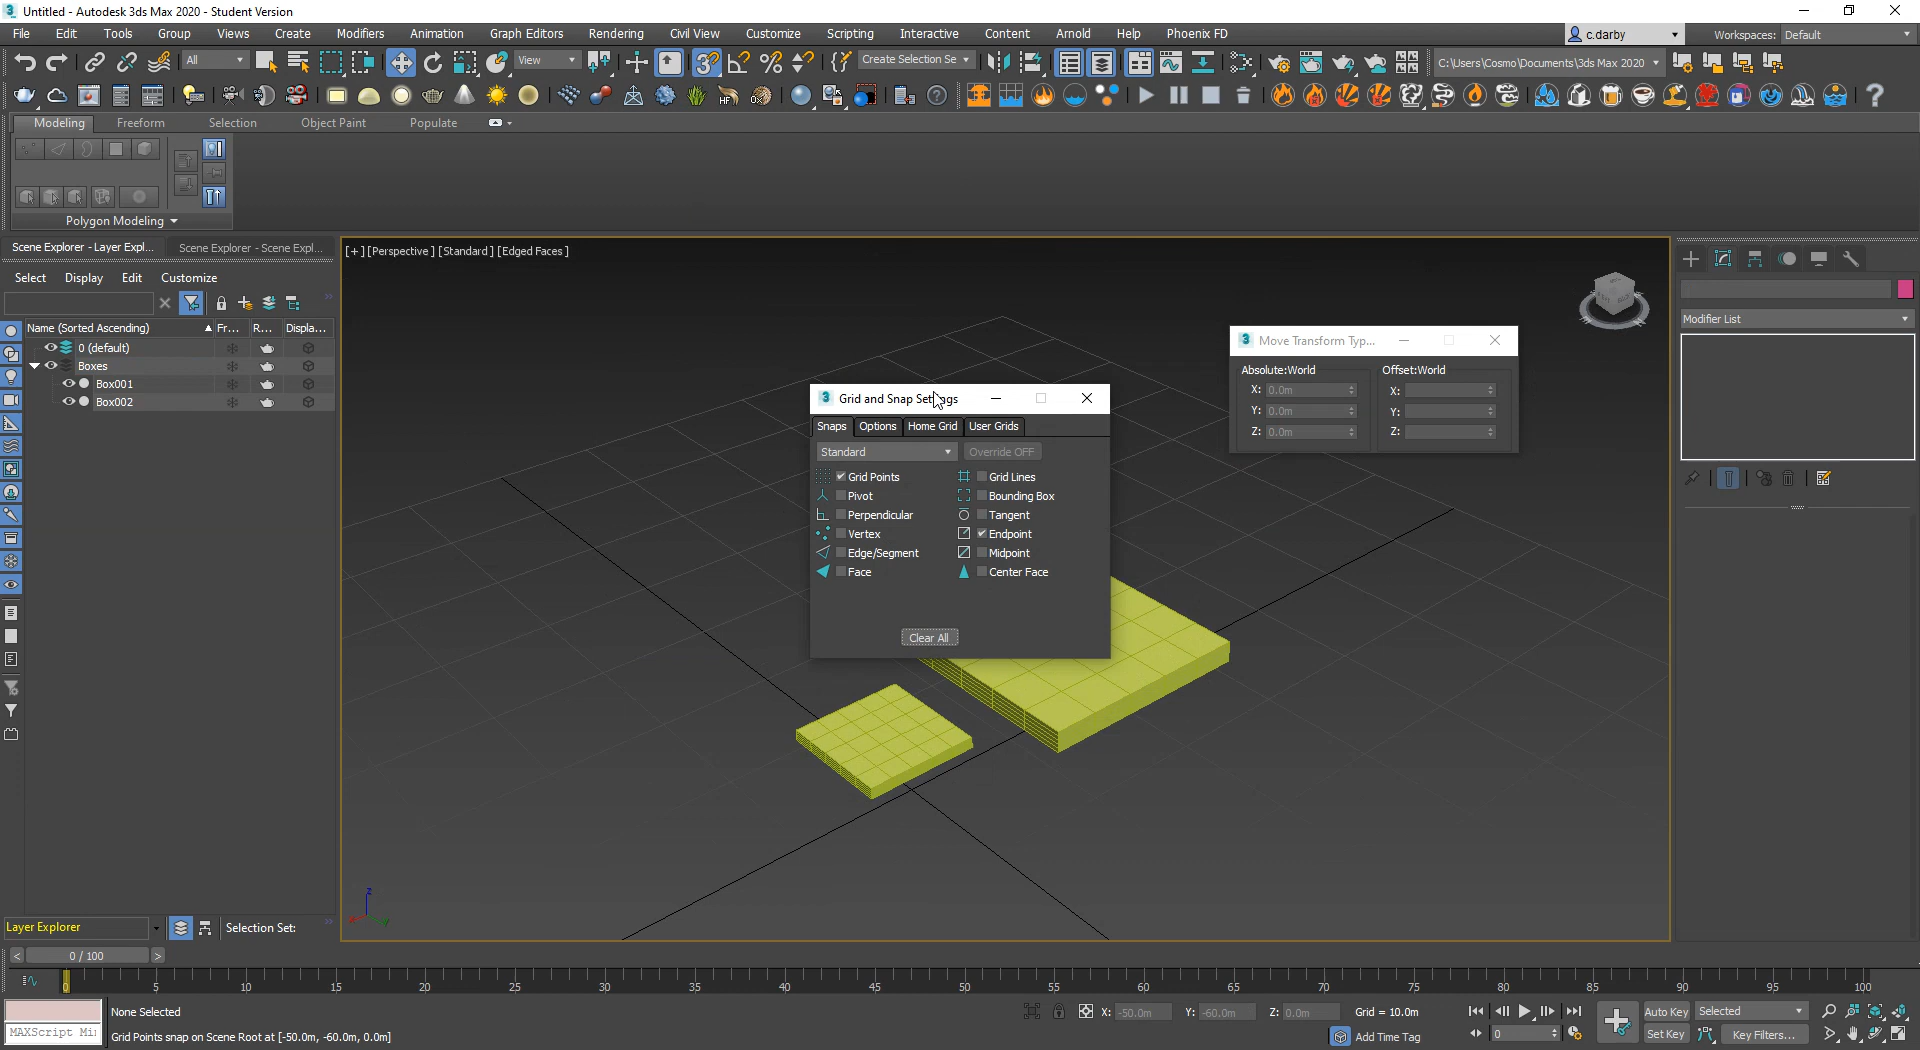 Untitled - Autodesk 3ds Max 2020 - Student Version
File Edit Tools Group Views Create Modifiers Animation Graph Editors Rendering Civil View Customize Scripting Interactive Content Arnold Help Phoenix FD
c.darby
Workspaces: Default
All
View
Create Selection Se
C:\Users\Cosmo\Documents\3ds Max 2020
Modeling Freeform Selection Object Paint Populate
Polygon Modeling
Scene Explorer - Layer Expl... Scene Explorer - Scene Expl...
Select Display Edit Customize
Name (Sorted Ascending) Fr... R... Displa...
0 (default)
Boxes
Box001
Box002
[+] [Perspective] [Standard] [Edged Faces]
Grid and Snap Settings
Snaps Options Home Grid User Grids
Standard Override OFF
Grid Points Grid Lines
Pivot Bounding Box
Perpendicular Tangent
Vertex Endpoint
Edge/Segment Midpoint
Face Center Face
Clear All
Move Transform Typ...
Absolute:World Offset:World
X: 0.0m X:
Y: 0.0m Y:
Z: 0.0m Z:
Modifier List
z
Layer Explorer
Selection Set:
< 0 / 100 >
0 5 10 15 20 25 30 35 40 45 50 55 60 65 70 75 80 85 90 95 100
None Selected
X: -50.0m Y: -60.0m Z: 0.0m Grid = 10.0m
Auto Key Selected
MAXScript Mi
Grid Points snap on Scene Root at [-50.0m, -60.0m, 0.0m]
Add Time Tag
0
Set Key Key Filters...